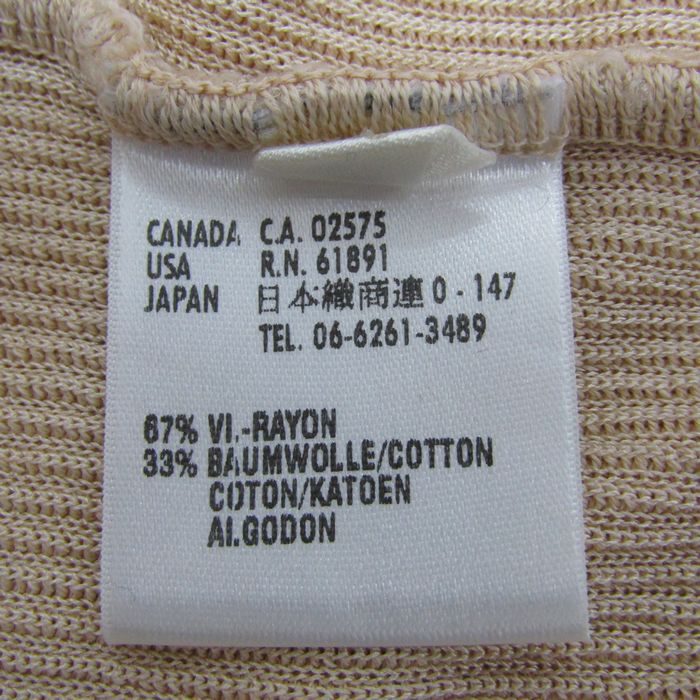 CANADA C.A. 02575
USA R.N. 61891
JAPAN 日本織商連 0 - 147
TEL. 06-6261-3489
67% VI.-RAYON
33% BAUMWOLLE/COTTON
COTON/KATOEN
ALGODON